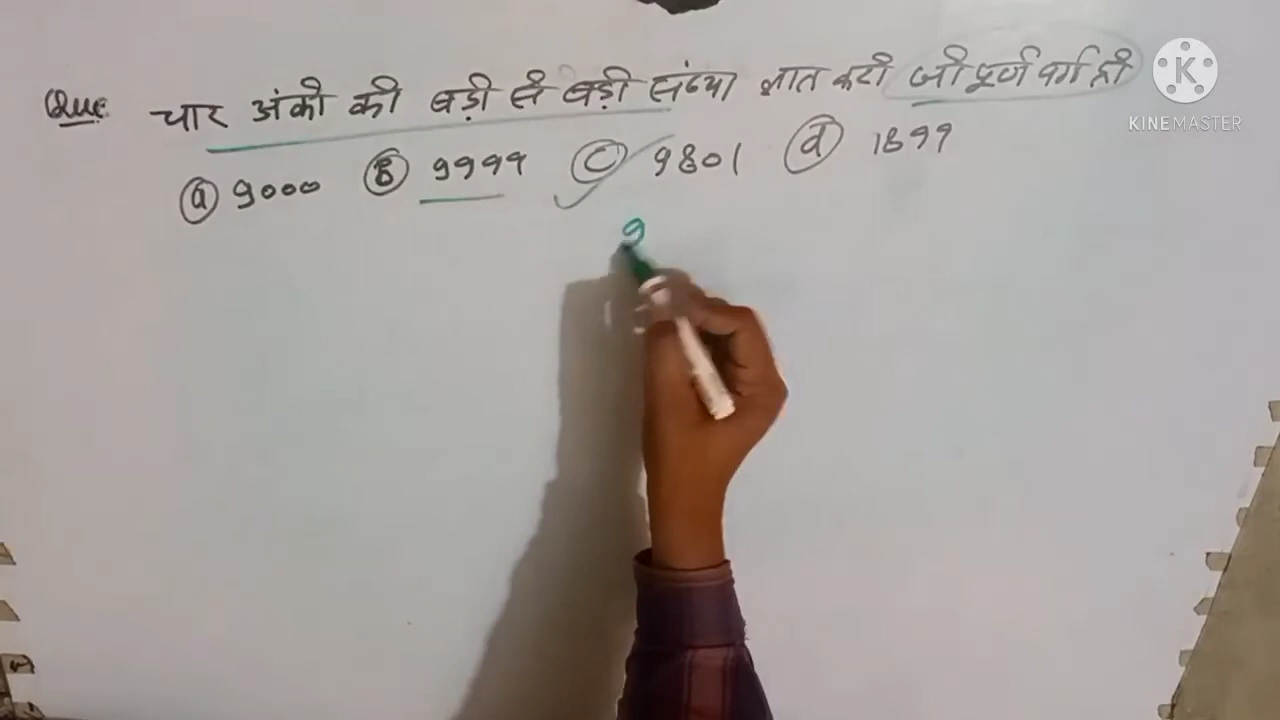 Que. चार अंको की बड़ी से बड़ी संख्या ज्ञात करो जो पूर्ण वर्ग हो
(a) 9000 (B) 9999 (C) 9801 (d) 1899
9
K
KINEMASTER